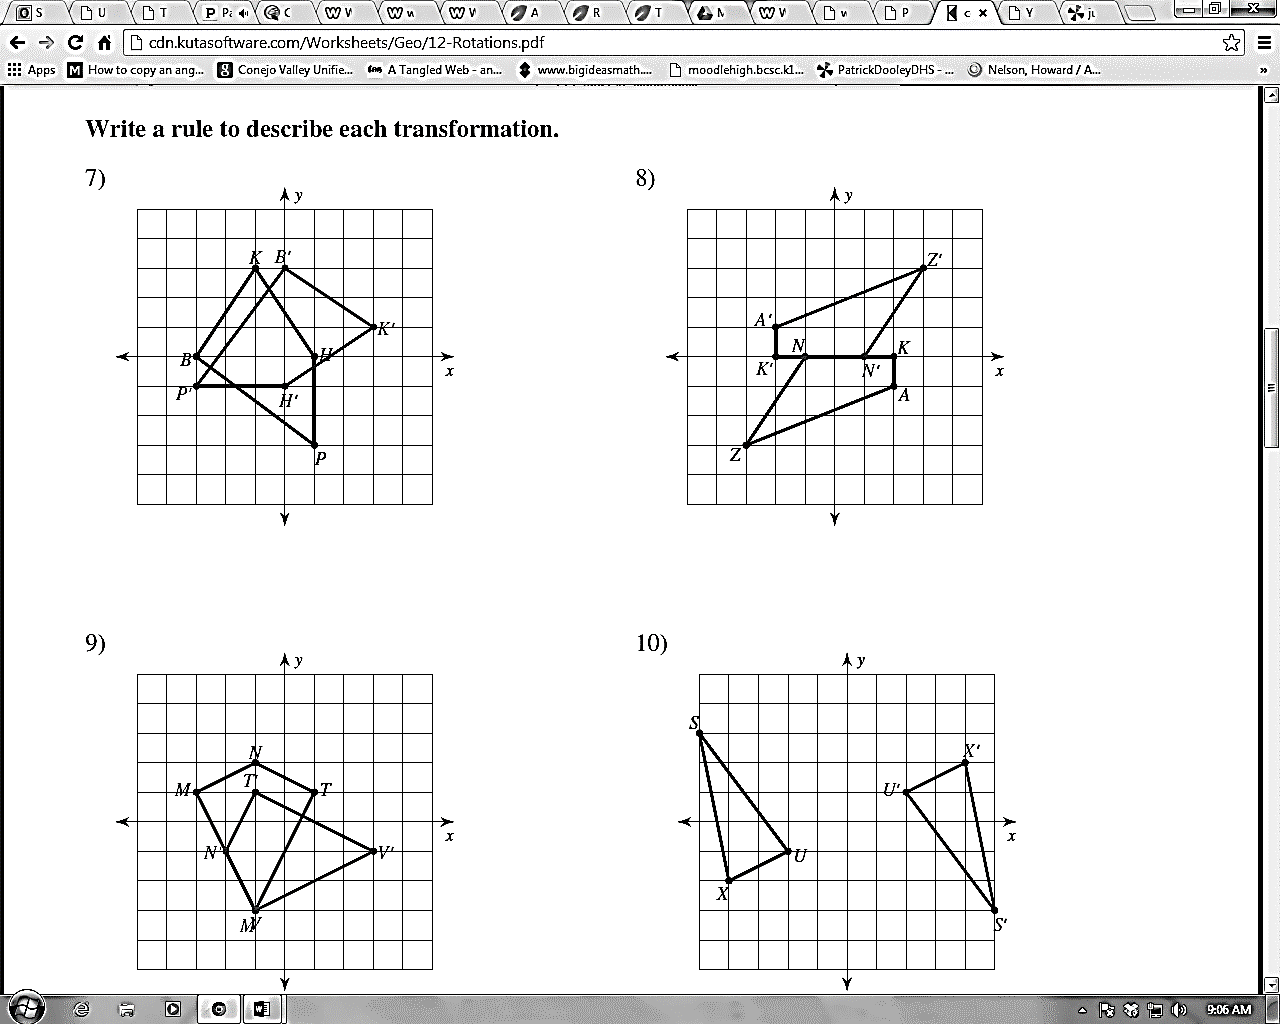 S U T P Pa C W w W A R T M W v P c × Y ju
cdn.kutasoftware.com/Worksheets/Geo/12-Rotations.pdf
Apps M How to copy an ang... g Conejo Valley Unifie... A Tangled Web - an... www.bigideasmath.... moodlehigh.bcsc.k1... PatrickDooleyDHS - ... Nelson, Howard / A... »
Write a rule to describe each transformation.
7)
y
K B'
K'
B H
x
P' H'
P
8)
y
Z'
A'
N K
x
K' N'
A
Z
9)
y
N
T'
M T
x
N' V'
M' V
10)
y
S
X'
U'
x
U
X
S'
9:06 AM